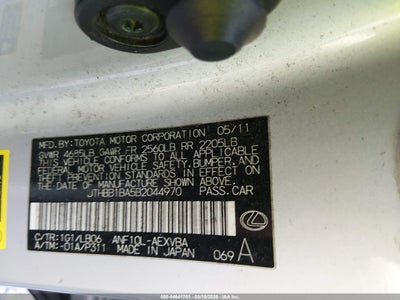 MFD.BY:TOYOTA MOTOR CORPORATION 05/11
GVWR 4685LB GAWR FR 2560LB RR 2205LB
THIS VEHICLE CONFORMS TO ALL APPLICABLE
FEDERAL MOTOR VEHICLE SAFETY, BUMPER, AND
THEFT PREVENTION STANDARDS IN EFFECT ON
THE DATE OF MANUFACTURE SHOWN ABOVE.
JTHBB1BA5B2044970 PASS.CAR
C/TR:1G1/LB06 ANF10L-AEXVBA
A/TM:-01A/P311 MADE IN JAPAN 069 A
LEXUS